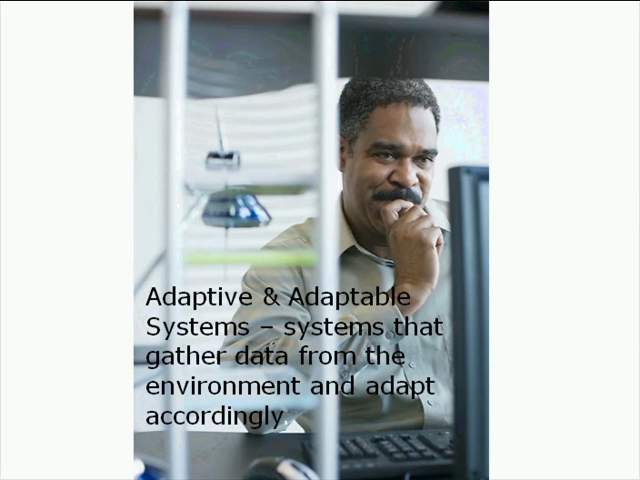 Adaptive & Adaptable
Systems – systems that
gather data from the
environment and adapt
accordingly